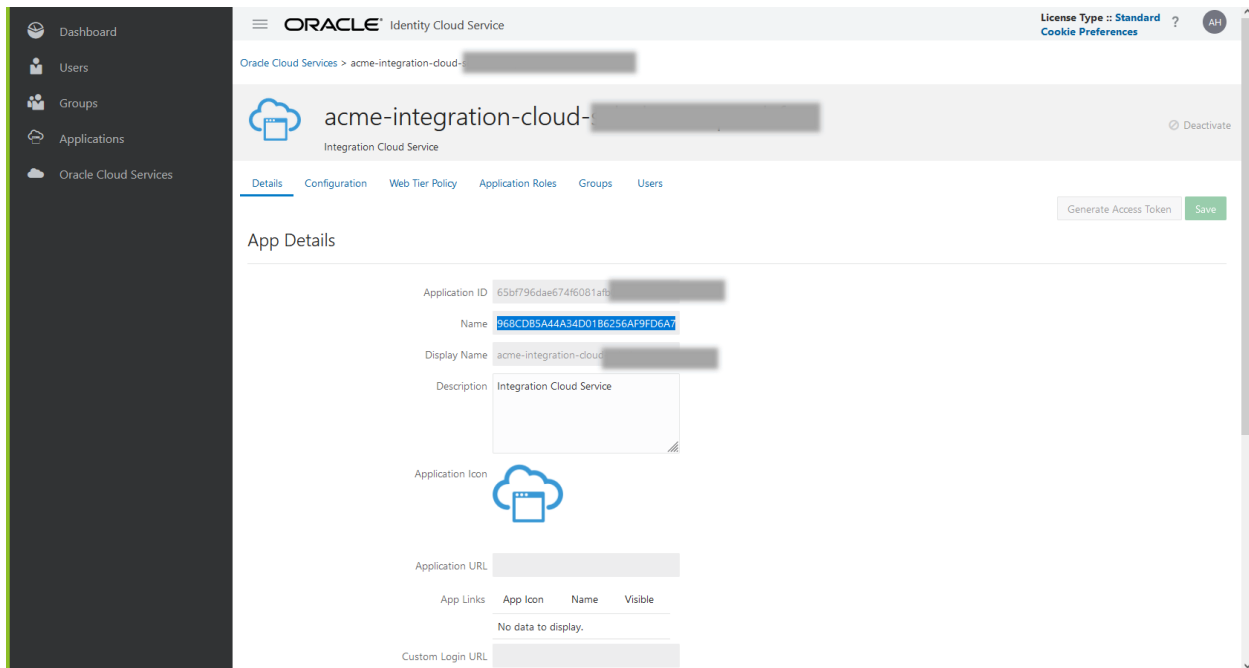 Dashboard
Users
Groups
Applications
Oracle Cloud Services
ORACLE® Identity Cloud Service
License Type :: Standard
Cookie Preferences
?
AH
Oracle Cloud Services > acme-integration-cloud-
acme-integration-cloud-
Integration Cloud Service
Deactivate
Details Configuration Web Tier Policy Application Roles Groups Users
Generate Access Token Save
App Details
Application ID 65bf796dae674f6081afb
Name 968CDB5A44A34D01B6256AF9FD6A7
Display Name acme-integration-cloud
Description Integration Cloud Service
Application Icon
Application URL
App Links App Icon Name Visible
No data to display.
Custom Login URL